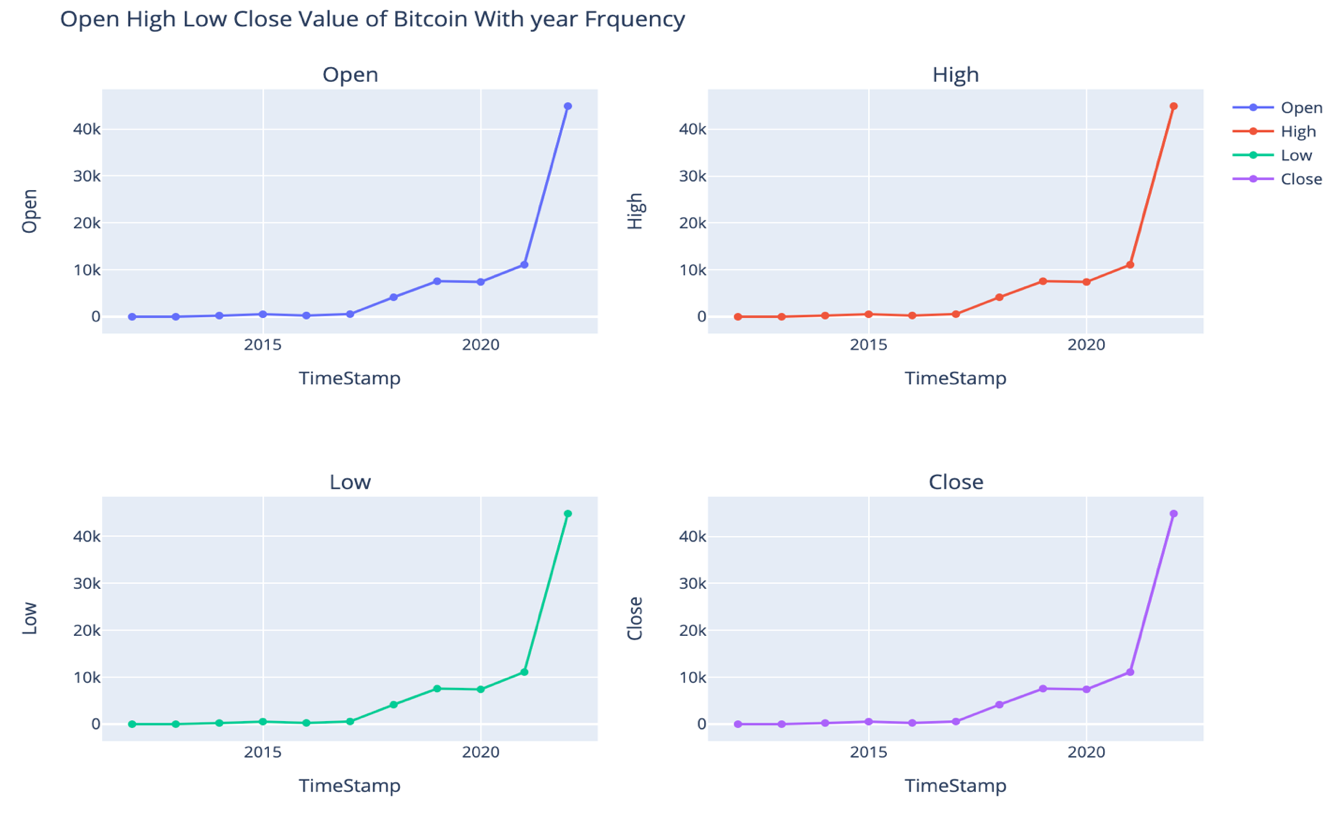 Open High Low Close Value of Bitcoin With year Frquency
Open
High
Open
High
Low
Close
Open
40k
30k
20k
10k
0
2015
2020
TimeStamp
High
40k
30k
20k
10k
0
2015
2020
TimeStamp
Low
Close
Low
40k
30k
20k
10k
0
2015
2020
TimeStamp
Close
40k
30k
20k
10k
0
2015
2020
TimeStamp